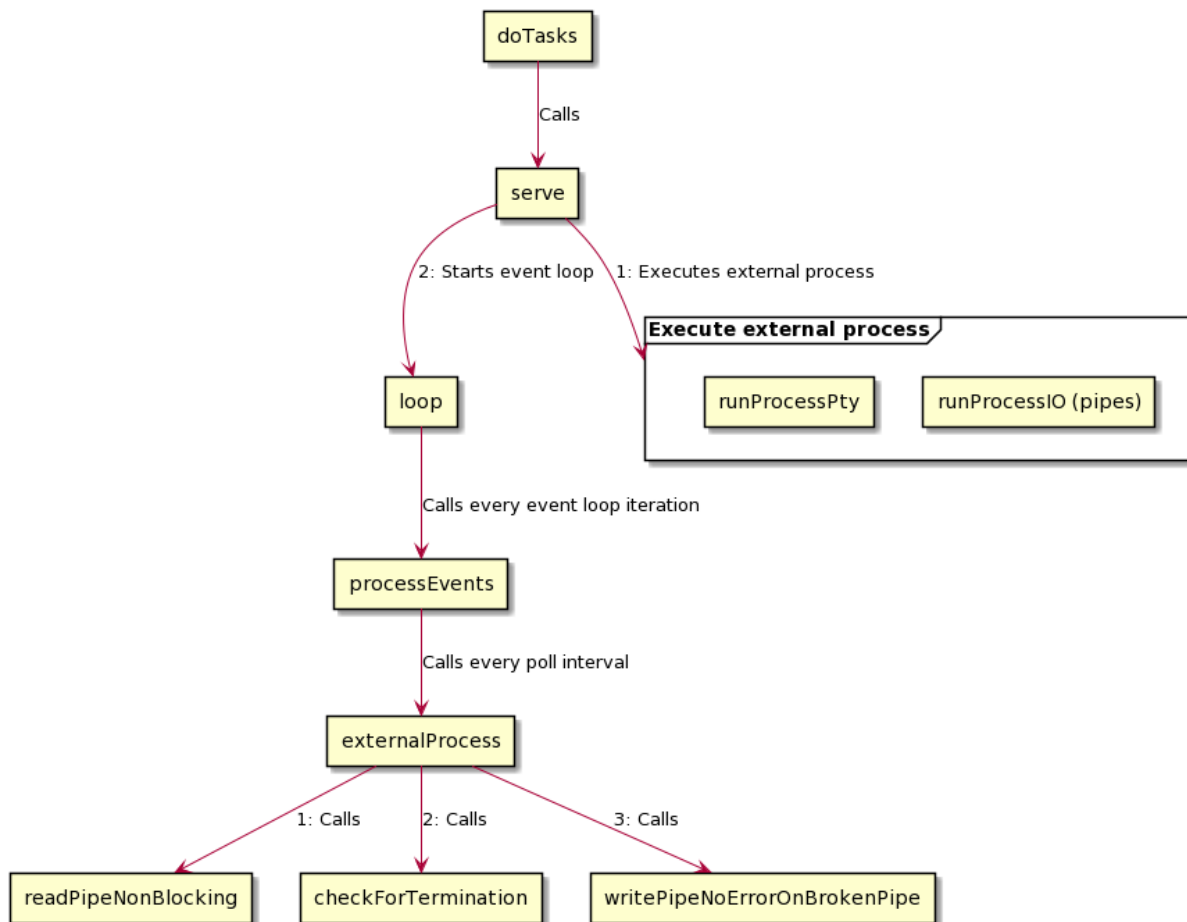 doTasks
Calls
serve
2: Starts event loop
1: Executes external process
Execute external process
loop
runProcessPty
runProcessIO (pipes)
Calls every event loop iteration
processEvents
Calls every poll interval
externalProcess
1: Calls
2: Calls
3: Calls
readPipeNonBlocking
checkForTermination
writePipeNoErrorOnBrokenPipe